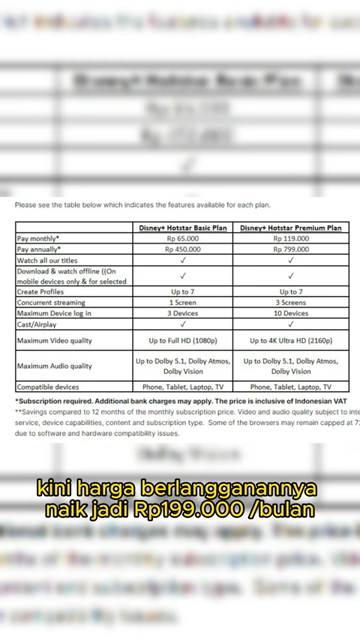 Disney+ Hotstar Basic Plan
Please see the table below which indicates the features available for each plan.
Disney+ Hotstar Basic Plan Disney+ Hotstar Premium Plan
Pay monthly* Rp 65.000 Rp 119.000
Pay annually* Rp 450.000 Rp 799.000
Watch all our titles ✓ ✓
Download & watch offline ((On
mobile devices only & for selected ✓ ✓
Create Profiles Up to 7 Up to 7
Concurrent streaming 1 Screen 3 Screens
Maximum Device log in 3 Devices 10 Devices
Cast/Airplay ✓ ✓
Maximum Video quality Up to Full HD (1080p) Up to 4K Ultra HD (2160p)
Maximum Audio quality Up to Dolby 5.1, Dolby Atmos, Dolby Vision Up to Dolby 5.1, Dolby Atmos, Dolby Vision
Compatible devices Phone, Tablet, Laptop, TV Phone, Tablet, Laptop, TV
*Subscription required. Additional bank charges may apply. The price is inclusive of Indonesian VAT
**Savings compared to 12 months of the monthly subscription price. Video and audio quality subject to inte
service, device capabilities, content and subscription type. Some of the browsers may remain capped at 7
due to software and hardware compatibility issues.
kini harga berlangganannya
naik jadi Rp199.000 /bulan